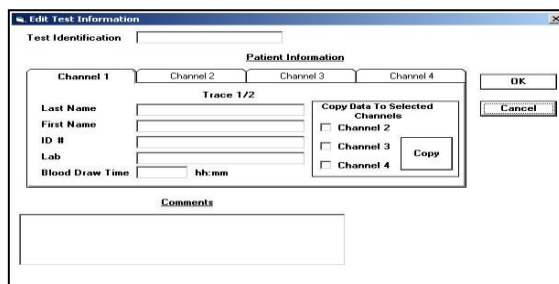 Edit Test Information
Test Identification
Patient Information
Channel 1 Channel 2 Channel 3 Channel 4
OK
Trace 1/2
Copy Data To Selected Channels
Last Name
Cancel
First Name
Channel 2
ID #
Channel 3
Copy
Lab
Channel 4
Blood Draw Time hh:mm
Comments